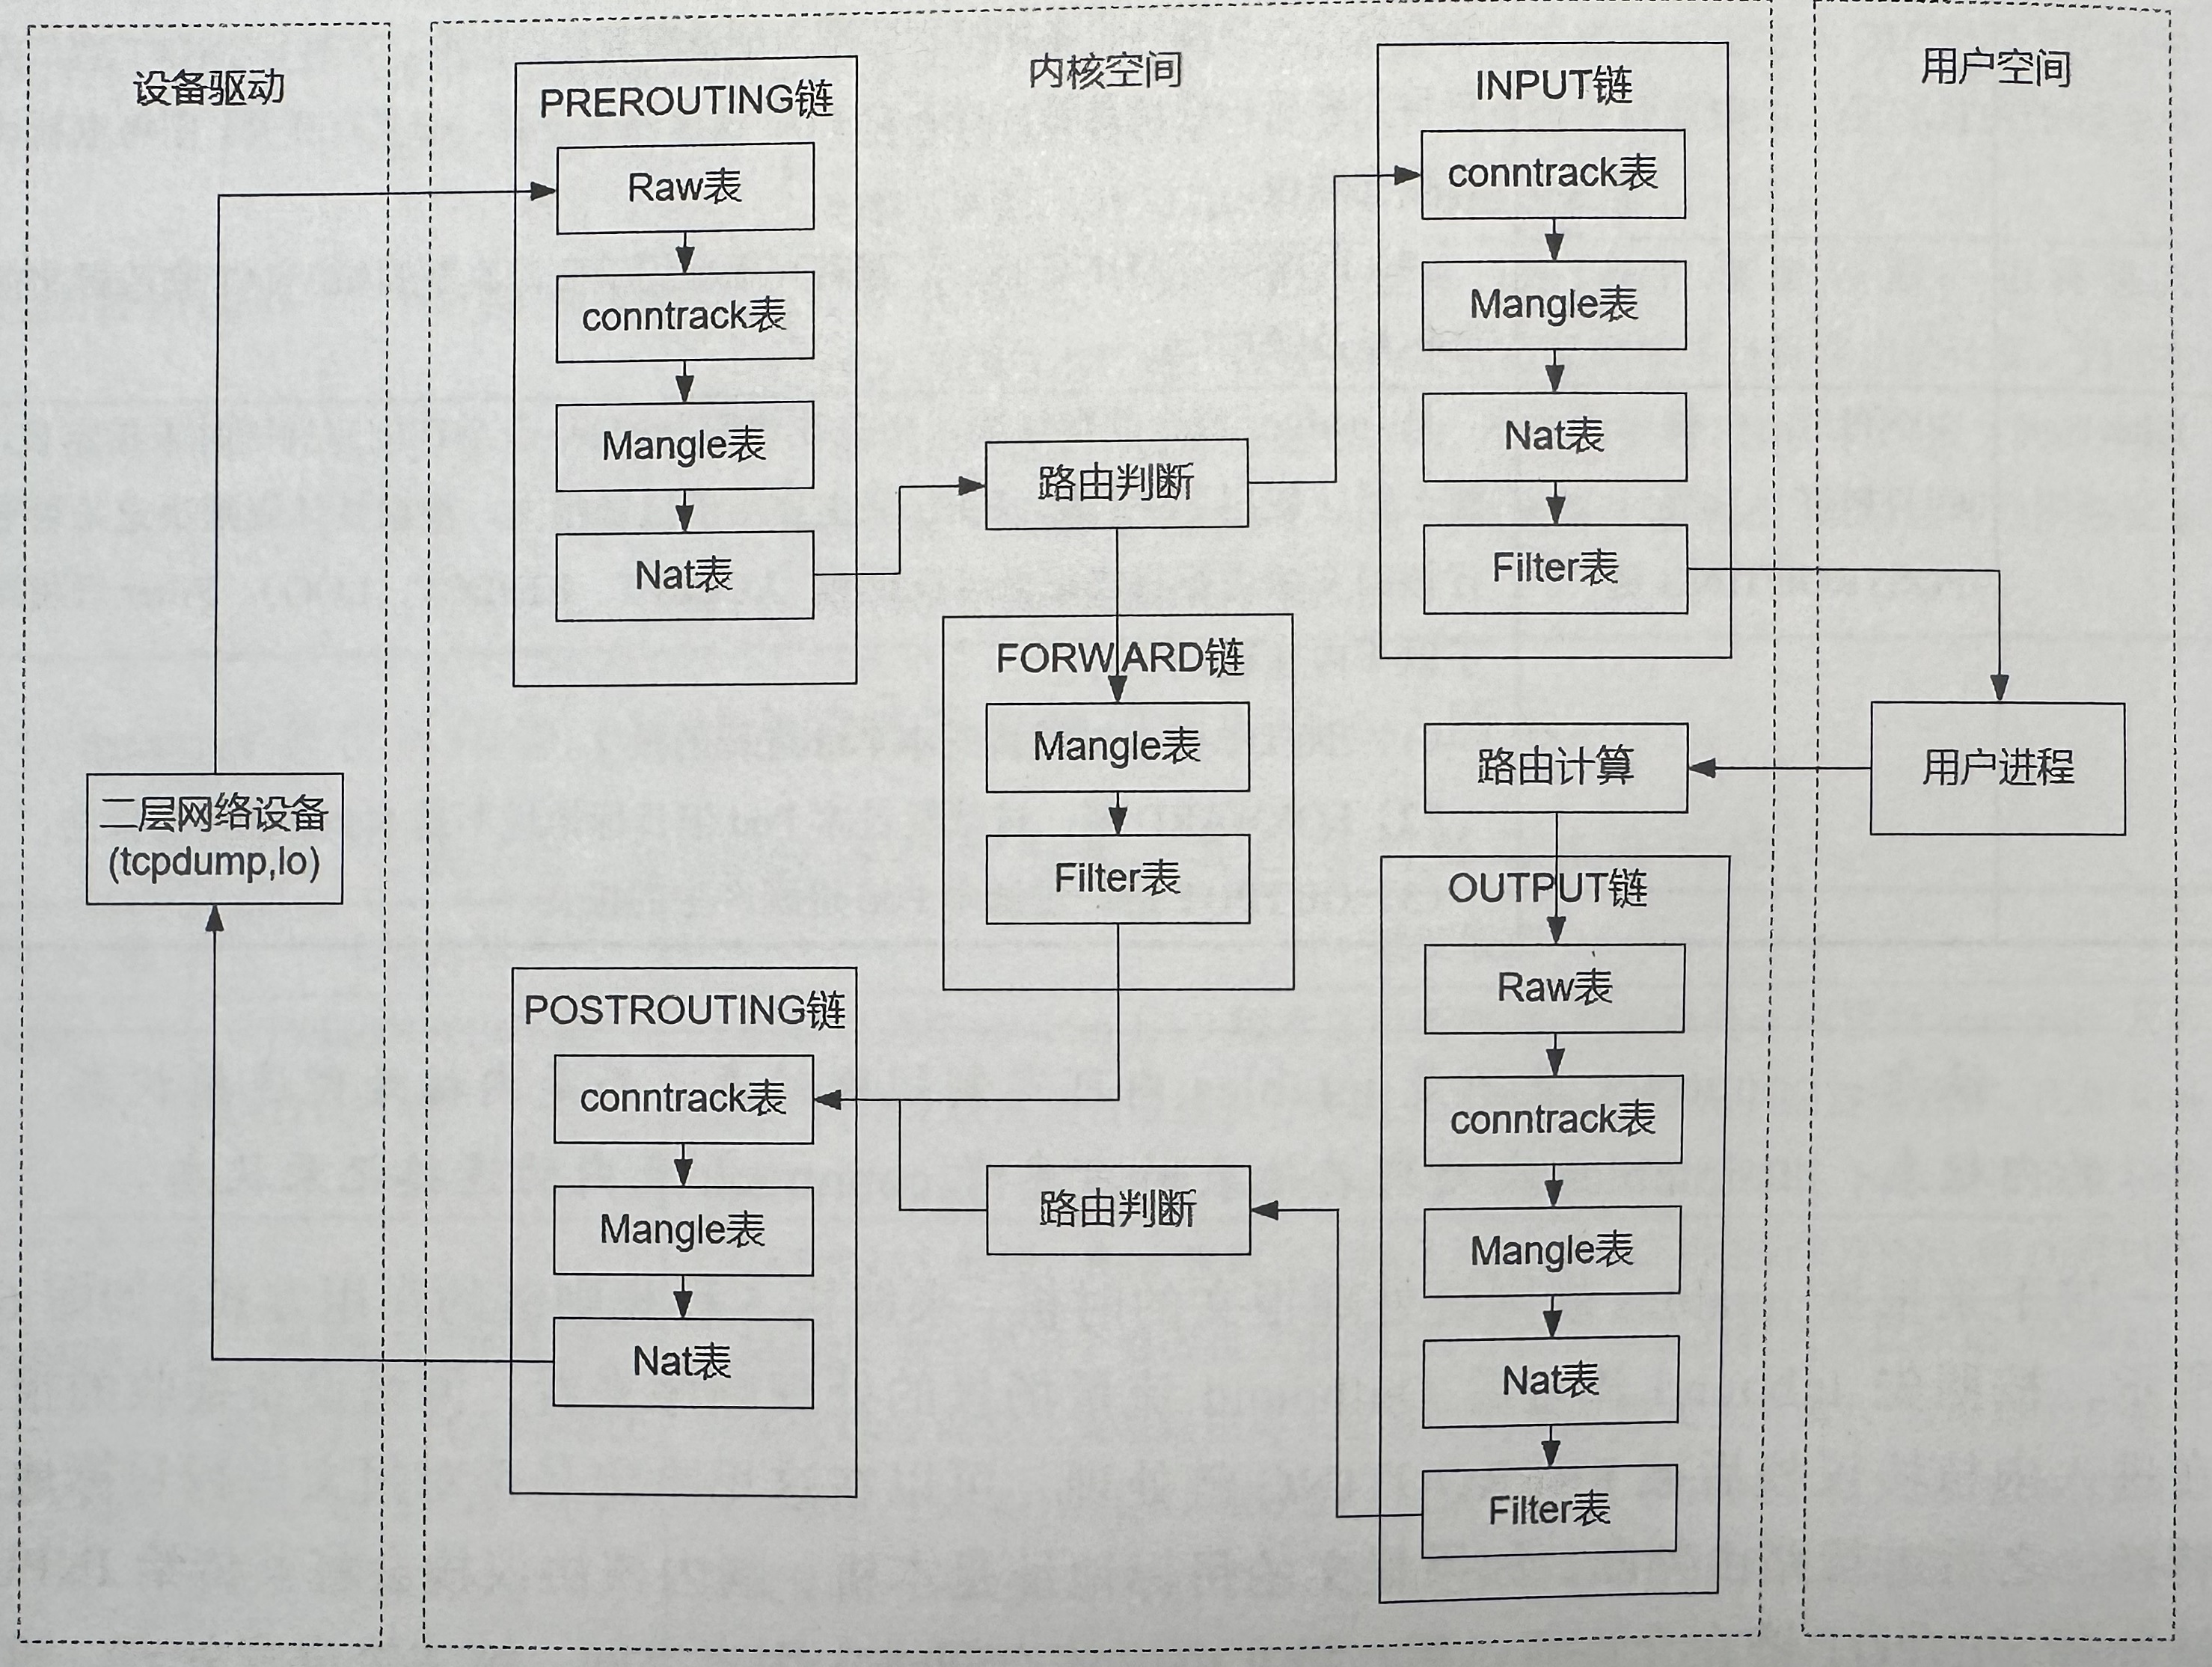 设备驱动
内核空间
用户空间
PREROUTING链
Raw表
conntrack表
Mangle表
Nat表
路由判断
INPUT链
conntrack表
Mangle表
Nat表
Filter表
FORWARD链
Mangle表
Filter表
二层网络设备
(tcpdump,lo)
路由计算
用户进程
OUTPUT链
Raw表
conntrack表
Mangle表
Nat表
Filter表
路由判断
POSTROUTING链
conntrack表
Mangle表
Nat表